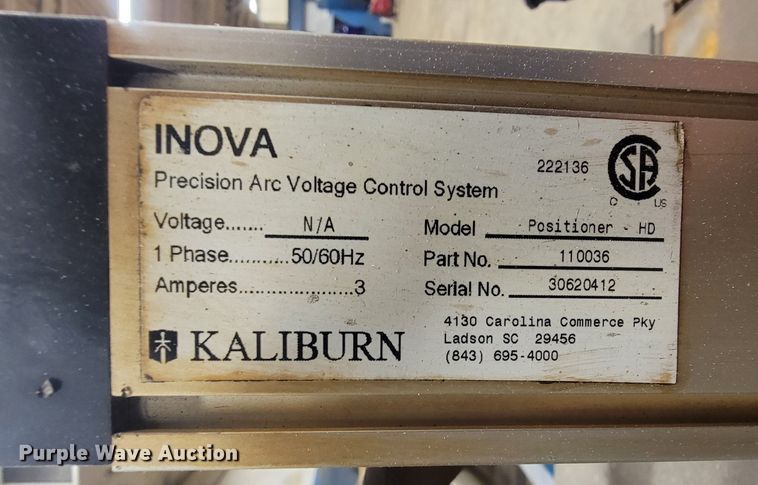 INOVA
222136
CSA
C US
Precision Arc Voltage Control System
Voltage....... N/A
Model Positioner - HD
1 Phase............50/60Hz
Part No. 110036
Amperes.......................3
Serial No. 30620412
KALIBURN
4130 Carolina Commerce Pky
Ladson SC 29456
(843) 695-4000
Purple Wave Auction